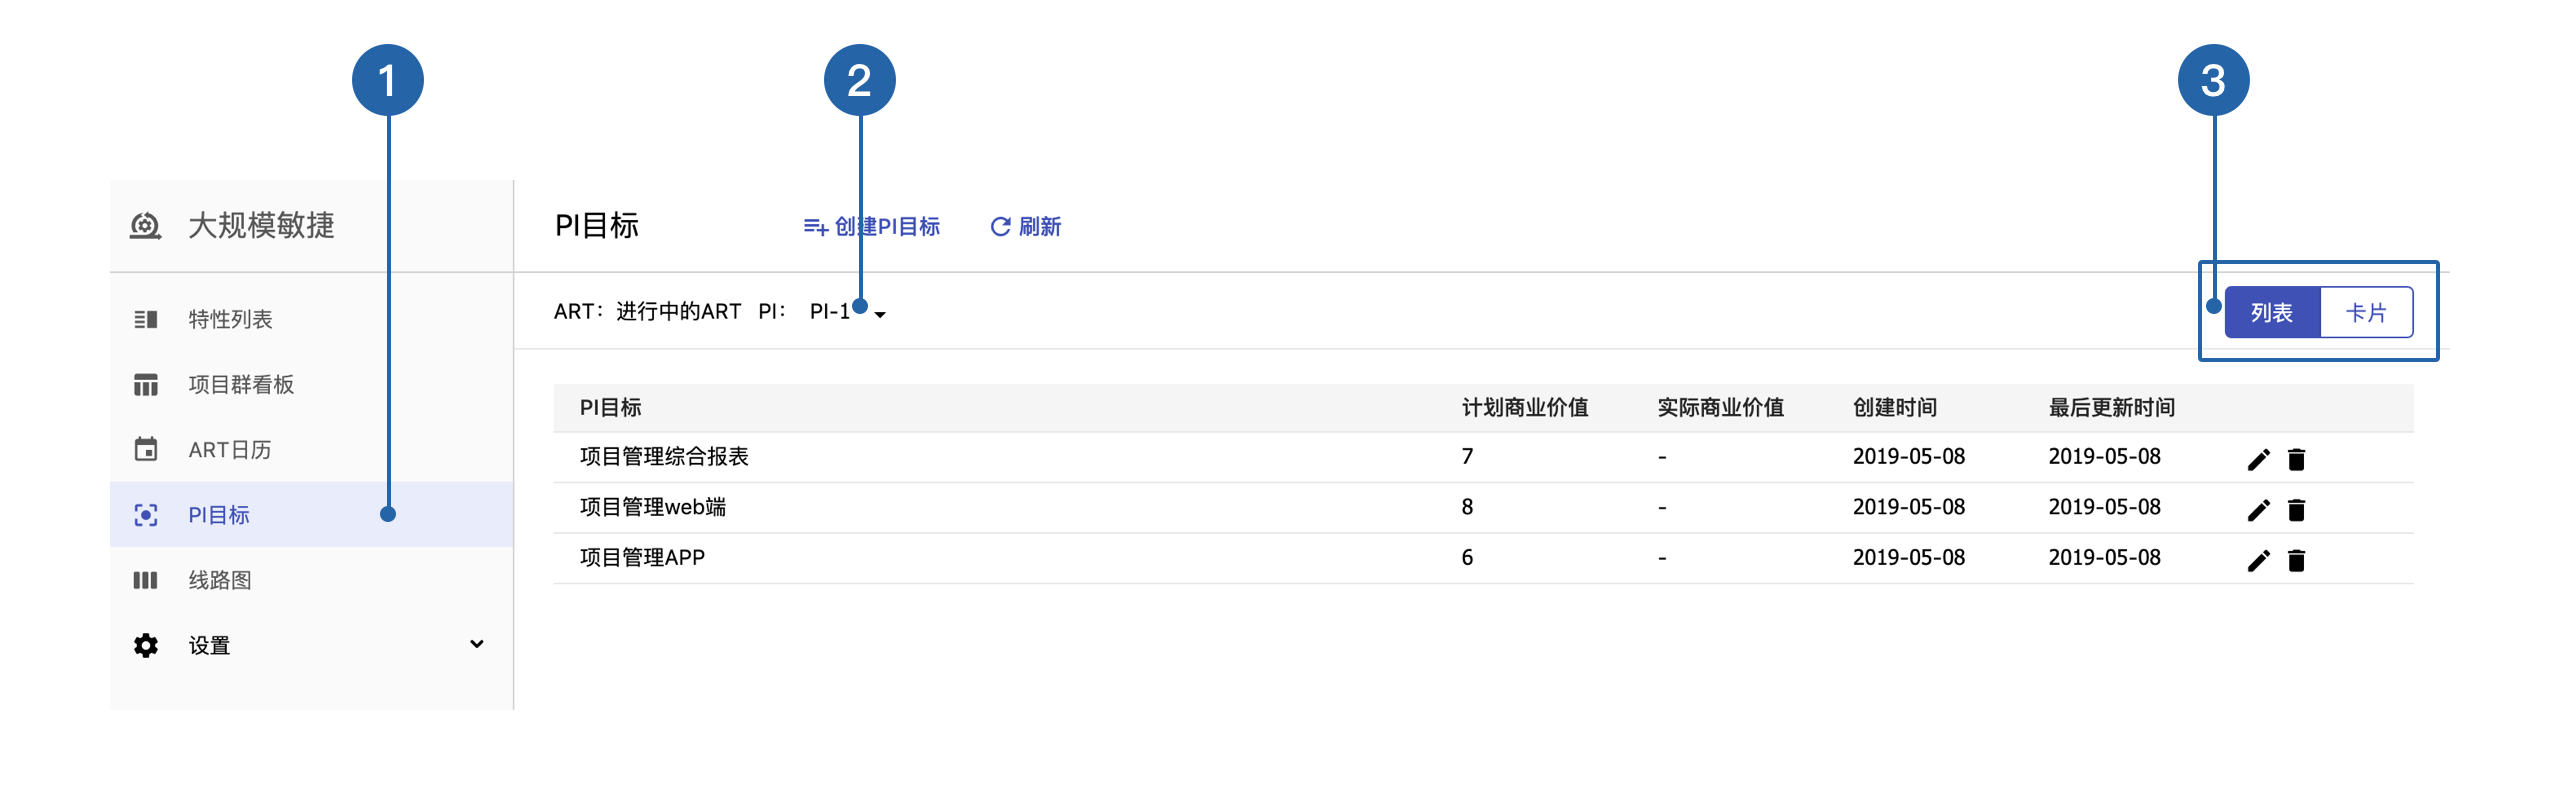 1
2
3
大规模敏捷
PI目标 创建PI目标 刷新
特性列表
项目群看板
ART日历
PI目标
线路图
设置
ART：进行中的ART PI： PI-1
列表 卡片
PI目标 计划商业价值 实际商业价值 创建时间 最后更新时间
项目管理综合报表 7 - 2019-05-08 2019-05-08
项目管理web端 8 - 2019-05-08 2019-05-08
项目管理APP 6 - 2019-05-08 2019-05-08